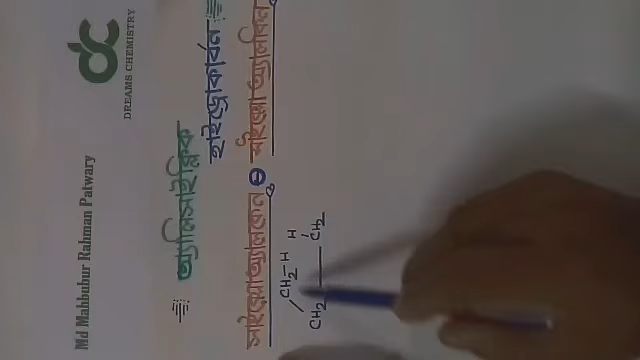 Md Mahbubur Rahman Patwary
DREAMS CHEMISTRY
অ্যালিসাইক্লিক
হাইড্রোকার্বন
সাইক্লোঅ্যালকেন ও সাইক্লোঅ্যালকিন
CH2–H H
CH2 — CH2